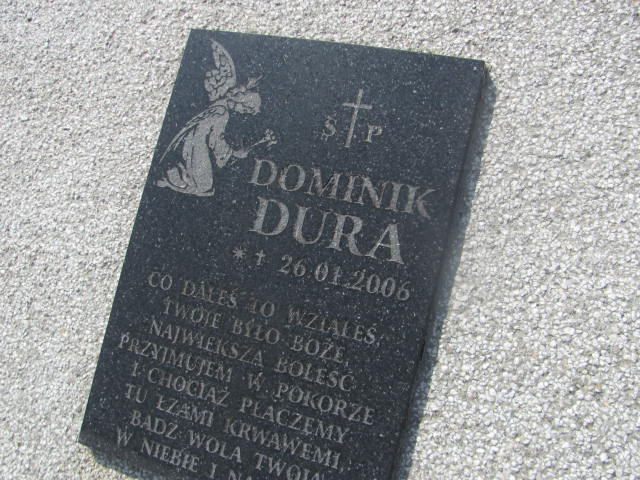 Ś P
DOMINIK
DURA
* † 26.01.2006
CO DAŁEŚ TO WZIĄŁEŚ,
TWOJE BYŁO BOŻE,
NAJWIĘKSZĄ BOLEŚĆ
PRZYJMUJEM W POKORZE
I CHOCIAŻ PŁACZEMY
TU ŁZAMI KRWAWEMI,
BĄDŹ WOLA TWOJA
W NIEBIE I